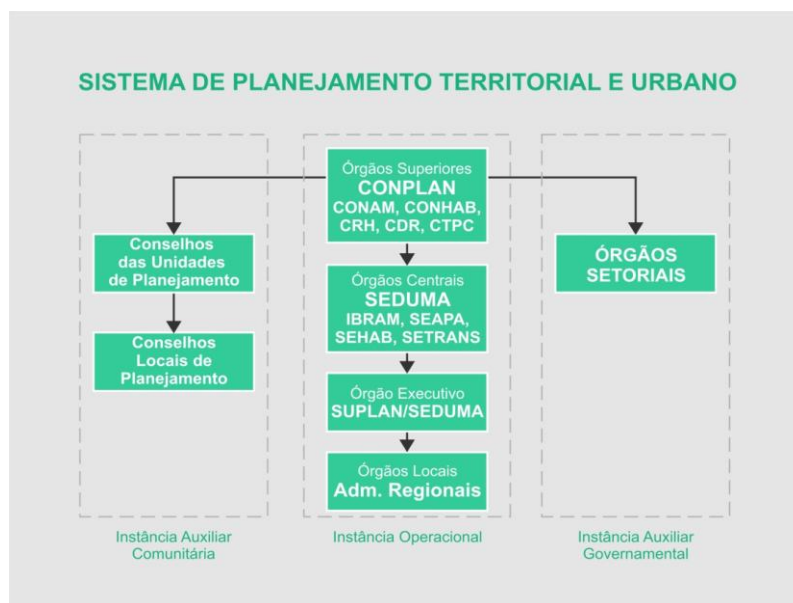 SISTEMA DE PLANEJAMENTO TERRITORIAL E URBANO
Órgãos Superiores
CONPLAN
CONAM, CONHAB,
CRH, CDR, CTPC
Conselhos
das Unidades
de Planejamento
ÓRGÃOS
SETORIAIS
Órgãos Centrais
SEDUMA
IBRAM, SEAPA,
SEHAB, SETRANS
Conselhos
Locais de
Planejamento
Órgão Executivo
SUPLAN/SEDUMA
Órgãos Locais
Adm. Regionais
Instância Auxiliar
Comunitária
Instância Operacional
Instância Auxiliar
Governamental